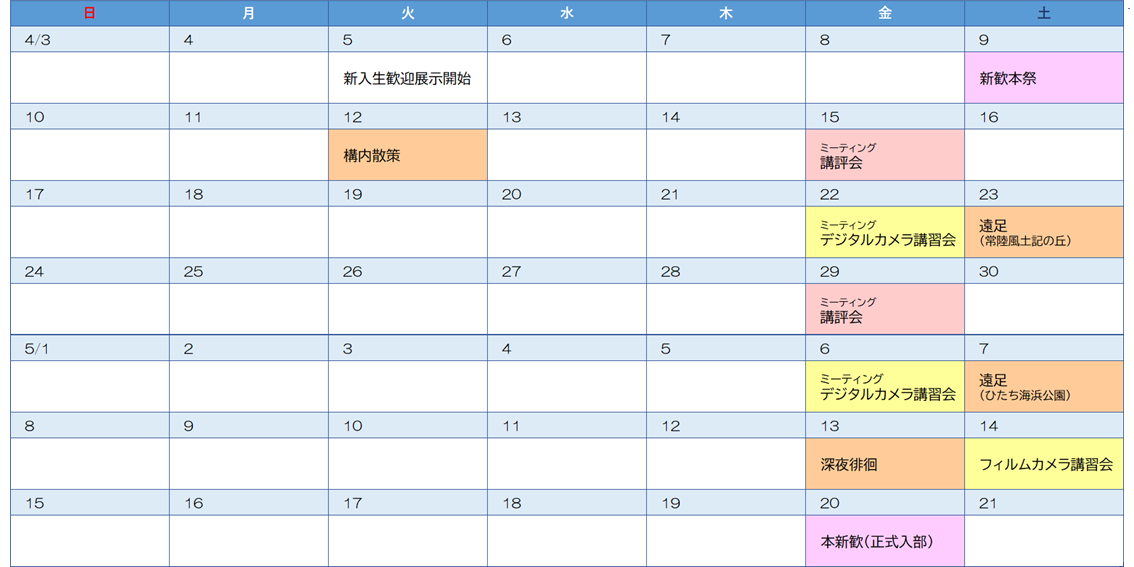 日 月 火 水 木 金 土
4/3 4 5 6 7 8 9
新入生歓迎展示開始 新歓本祭
10 11 12 13 14 15 16
構内散策 ミーティング
講評会
17 18 19 20 21 22 23
ミーティング 遠足
デジタルカメラ講習会 (常陸風土記の丘)
24 25 26 27 28 29 30
ミーティング
講評会
5/1 2 3 4 5 6 7
ミーティング 遠足
デジタルカメラ講習会 (ひたち海浜公園)
8 9 10 11 12 13 14
深夜徘徊 フィルムカメラ講習会
15 16 17 18 19 20 21
本新歓(正式入部)